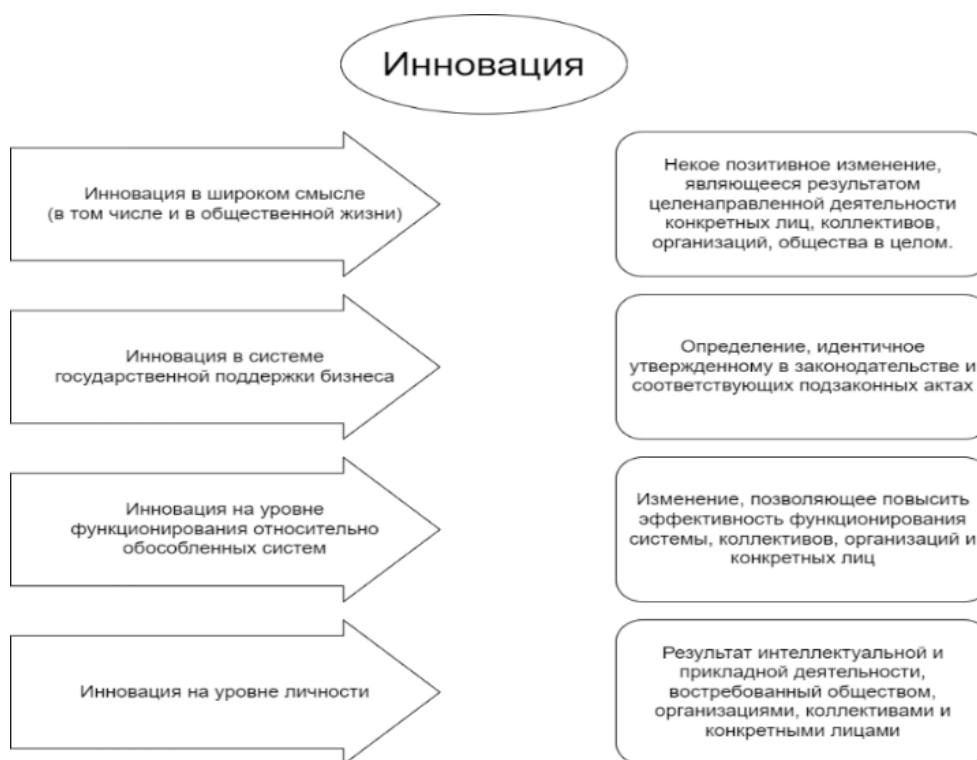 Инновация
Инновация в широком смысле
(в том числе и в общественной жизни)
Некое позитивное изменение,
являющееся результатом
целенаправленной деятельности
конкретных лиц, коллективов,
организаций, общества в целом.
Инновация в системе
государственной поддержки бизнеса
Определение, идентичное
утвержденному в законодательстве и
соответствующих подзаконных актах
Инновация на уровне
функционирования относительно
обособленных систем
Изменение, позволяющее повысить
эффективность функционирования
системы, коллективов, организаций и
конкретных лиц
Инновация на уровне личности
Результат интеллектуальной и
прикладной деятельности,
востребованный обществом,
организациями, коллективами и
конкретными лицами